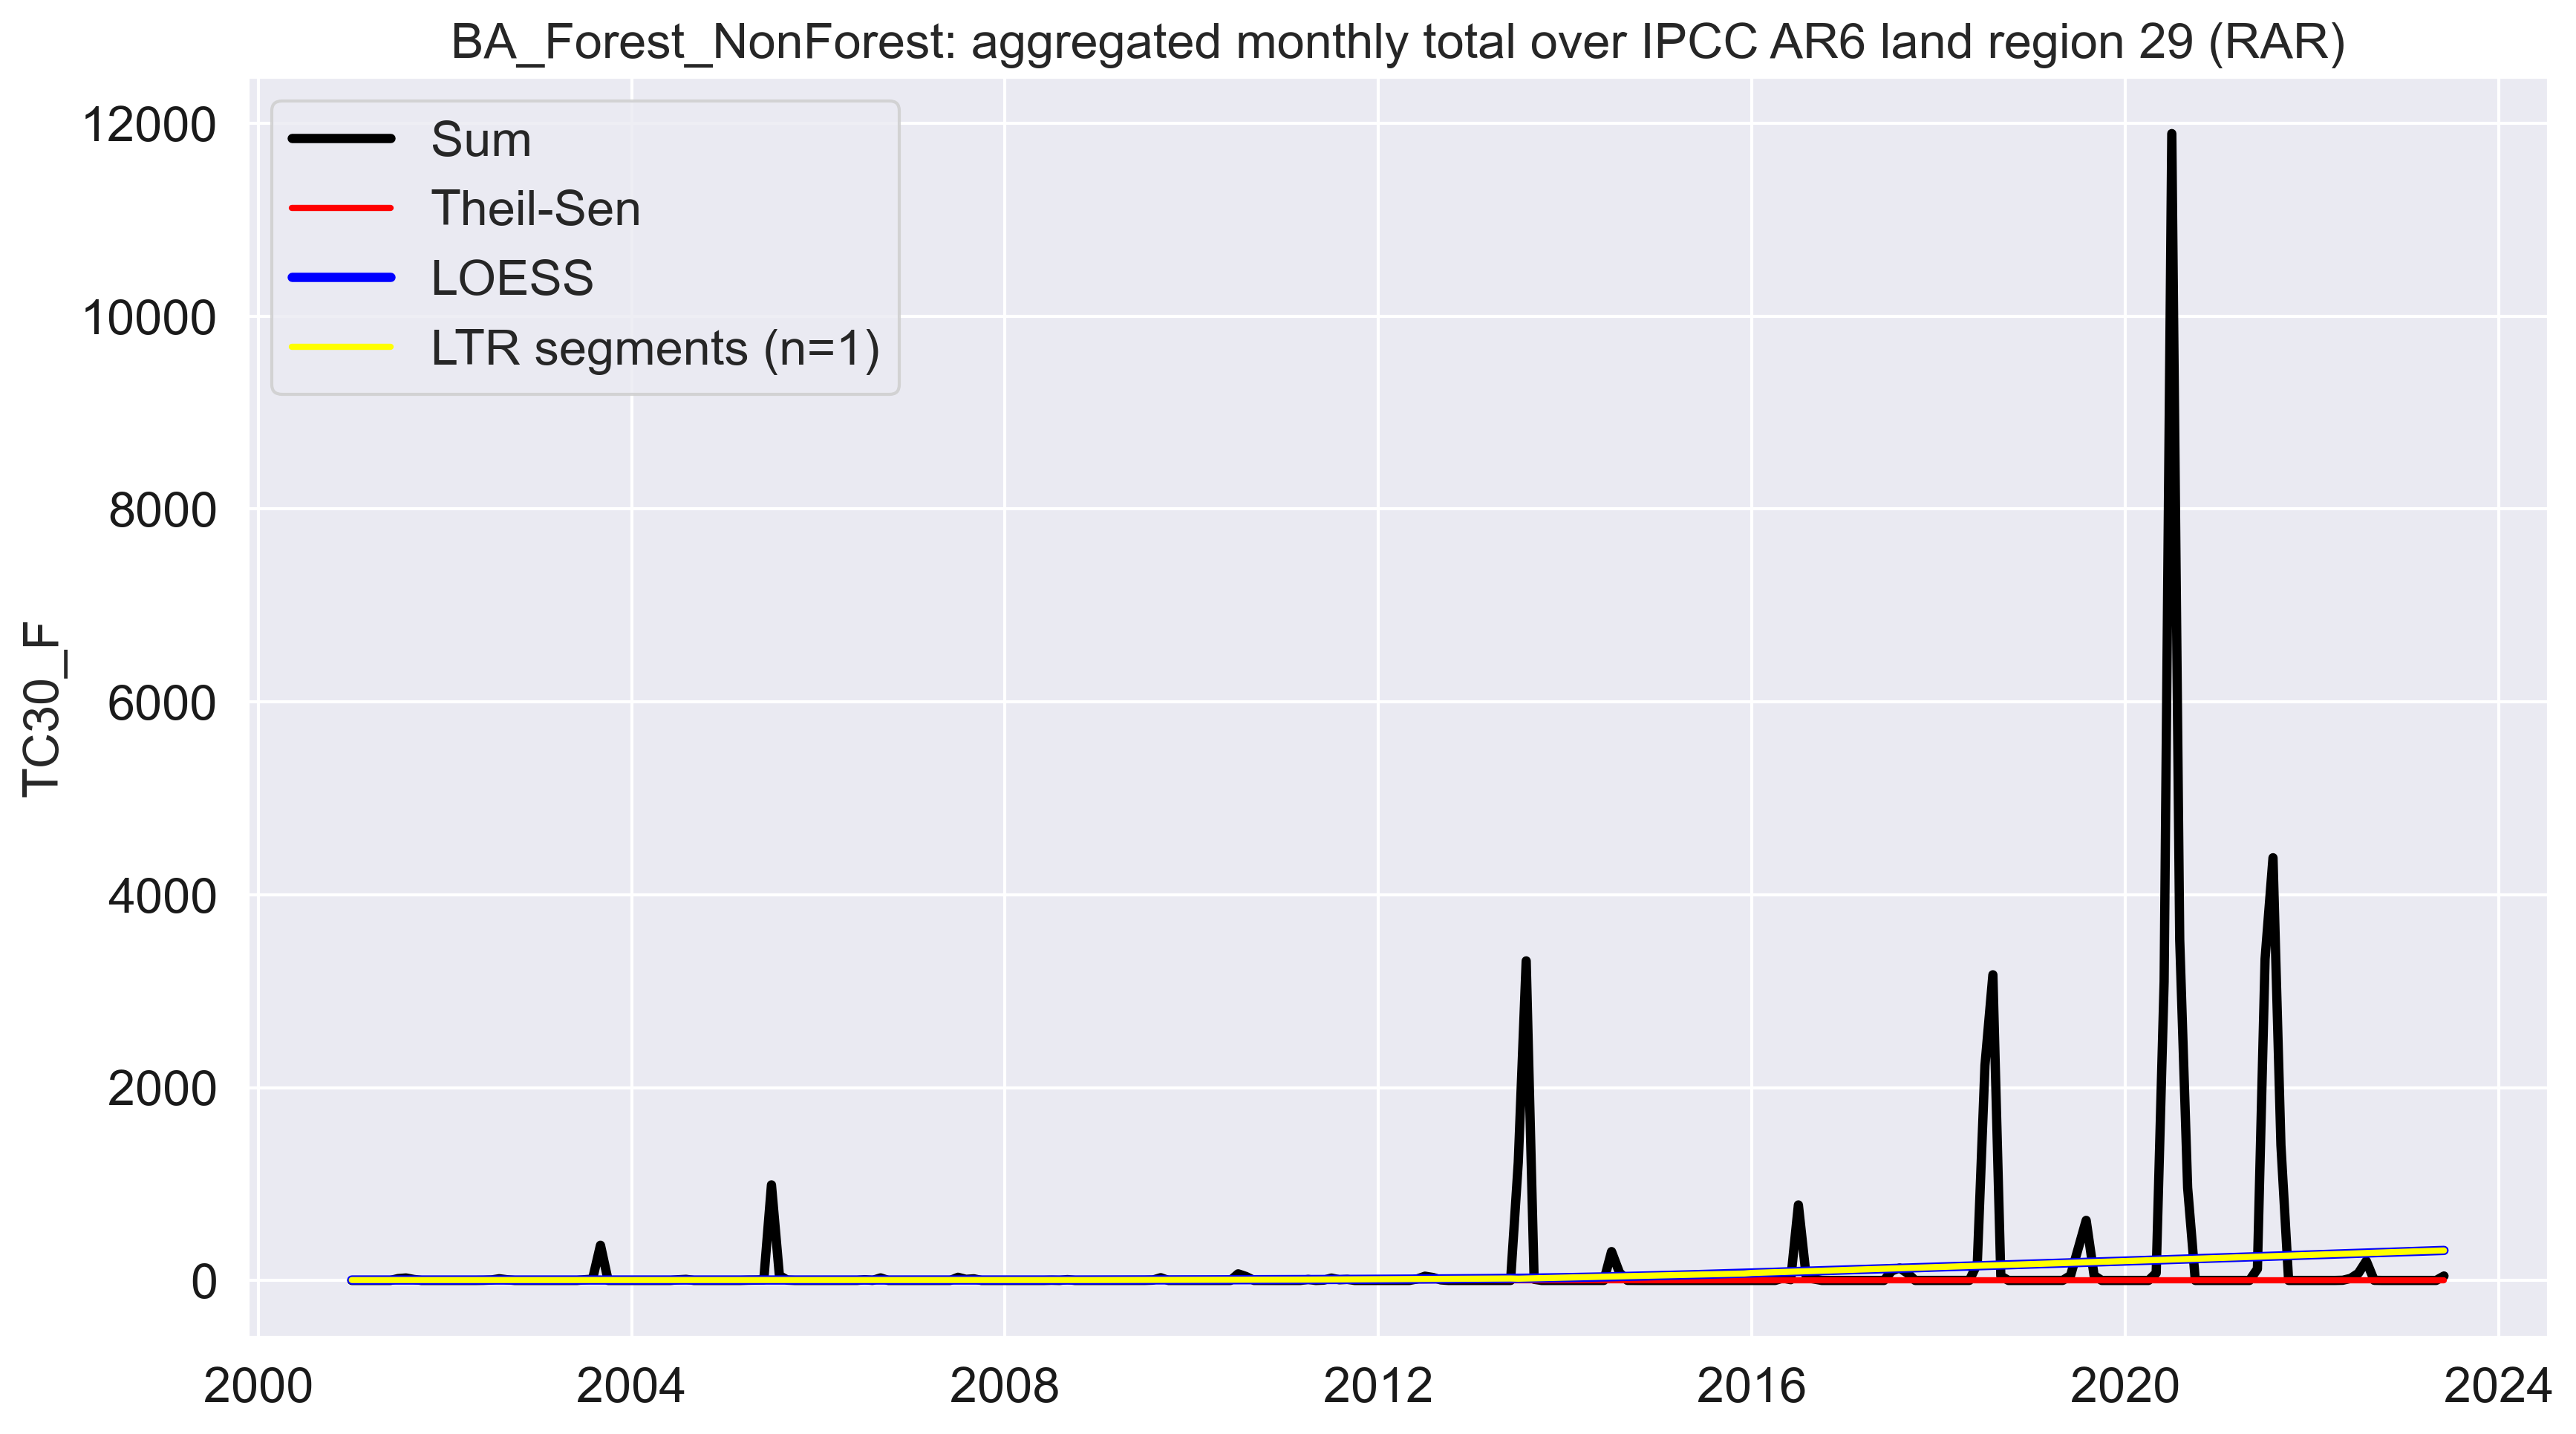 BA_Forest_NonForest: aggregated monthly total over IPCC AR6 land region 29 (RAR)
12000
10000
8000
6000
4000
2000
0
TC30_F
Sum
Theil-Sen
LOESS
LTR segments (n=1)
2000 2004 2008 2012 2016 2020 2024